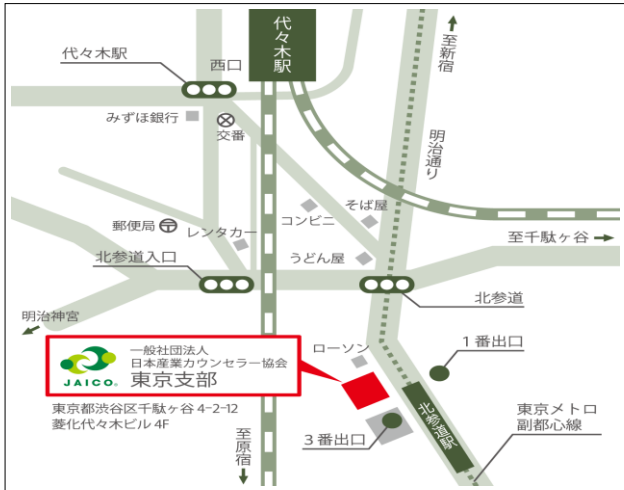 代々木駅
至新宿
代々木駅
西口
みずほ銀行
交番
明治通り
そば屋
コンビニ
郵便局
レンタカー
うどん屋
至千駄ヶ谷
北参道入口
北参道
明治神宮
JAICO®
一般社団法人
日本産業カウンセラー協会
東京支部
ローソン
1番出口
東京都渋谷区千駄ヶ谷 4-2-12
菱化代々木ビル 4F
北参道駅
東京メトロ
副都心線
至原宿
3番出口